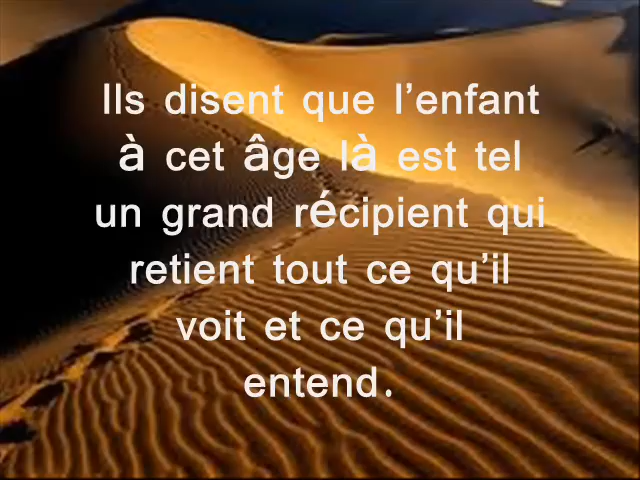 Ils disent que l’enfant
à cet âge là est tel
un grand récipient qui
retient tout ce qu’il
voit et ce qu’il
entend.